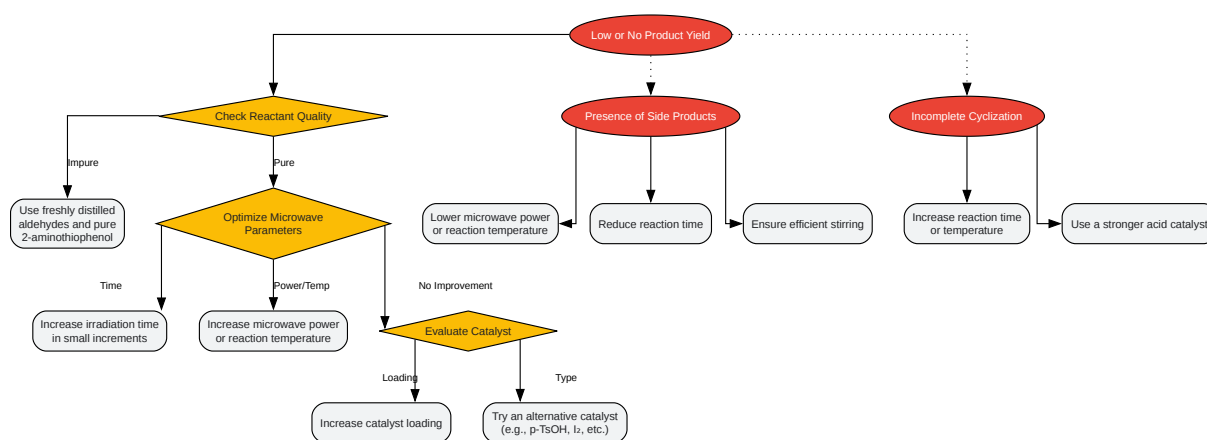 Low or No Product Yield
Check Reactant Quality
Presence of Side Products
Incomplete Cyclization
Impure
Pure
Use freshly distilled
aldehydes and pure
2-aminothiophenol
Optimize Microwave
Parameters
Lower microwave power
or reaction temperature
Reduce reaction time
Ensure efficient stirring
Increase reaction time
or temperature
Use a stronger acid catalyst
Time
Power/Temp
No Improvement
Increase irradiation time
in small increments
Increase microwave power
or reaction temperature
Evaluate Catalyst
Loading
Type
Increase catalyst loading
Try an alternative catalyst
(e.g., p-TsOH, I₂, etc.)